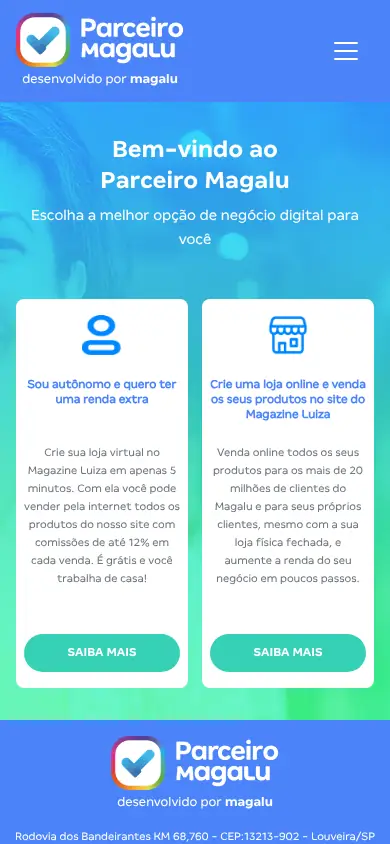 Parceiro
Magalu
desenvolvido por magalu
Bem-vindo ao
Parceiro Magalu
Escolha a melhor opção de negócio digital para
você
Sou autônomo e quero ter
uma renda extra
Crie sua loja virtual no
Magazine Luiza em apenas 5
minutos. Com ela você pode
vender pela internet todos os
produtos do nosso site com
comissões de até 12% em
cada venda. É grátis e você
trabalha de casa!
SAIBA MAIS
Crie uma loja online e venda
os seus produtos no site do
Magazine Luiza
Venda online todos os seus
produtos para os mais de 20
milhões de clientes do
Magalu e para seus próprios
clientes, mesmo com a sua
loja física fechada, e
aumente a renda do seu
negócio em poucos passos.
SAIBA MAIS
Parceiro
Magalu
desenvolvido por magalu
Rodovia dos Bandeirantes KM 68,760 - CEP:13213-902 - Louveira/SP